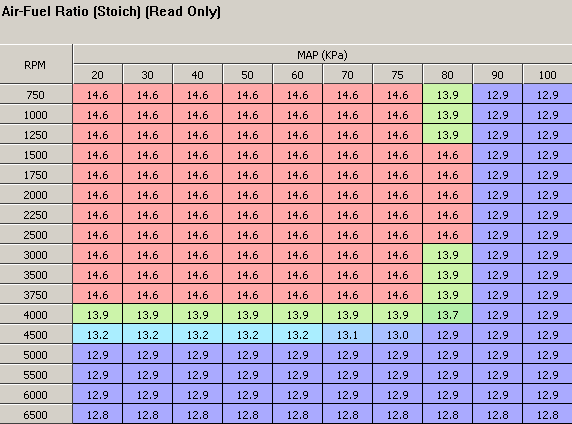 Air-Fuel Ratio (Stoich) (Read Only)
MAP (KPa)
RPM
20 30 40 50 60 70 75 80 90 100
750 14.6 14.6 14.6 14.6 14.6 14.6 14.6 13.9 12.9 12.9
1000 14.6 14.6 14.6 14.6 14.6 14.6 14.6 13.9 12.9 12.9
1250 14.6 14.6 14.6 14.6 14.6 14.6 14.6 13.9 12.9 12.9
1500 14.6 14.6 14.6 14.6 14.6 14.6 14.6 14.6 12.9 12.9
1750 14.6 14.6 14.6 14.6 14.6 14.6 14.6 14.6 12.9 12.9
2000 14.6 14.6 14.6 14.6 14.6 14.6 14.6 14.6 12.9 12.9
2250 14.6 14.6 14.6 14.6 14.6 14.6 14.6 14.6 12.9 12.9
2500 14.6 14.6 14.6 14.6 14.6 14.6 14.6 14.6 12.9 12.9
3000 14.6 14.6 14.6 14.6 14.6 14.6 14.6 13.9 12.9 12.9
3500 14.6 14.6 14.6 14.6 14.6 14.6 14.6 13.9 12.9 12.9
3750 14.6 14.6 14.6 14.6 14.6 14.6 14.6 13.9 12.9 12.9
4000 13.9 13.9 13.9 13.9 13.9 13.9 13.9 13.7 12.9 12.9
4500 13.2 13.2 13.2 13.2 13.2 13.1 13.0 12.9 12.9 12.9
5000 12.9 12.9 12.9 12.9 12.9 12.9 12.9 12.9 12.9 12.9
5500 12.9 12.9 12.9 12.9 12.9 12.9 12.9 12.9 12.9 12.9
6000 12.9 12.9 12.9 12.9 12.9 12.9 12.9 12.9 12.9 12.9
6500 12.8 12.8 12.8 12.8 12.8 12.8 12.8 12.8 12.8 12.8